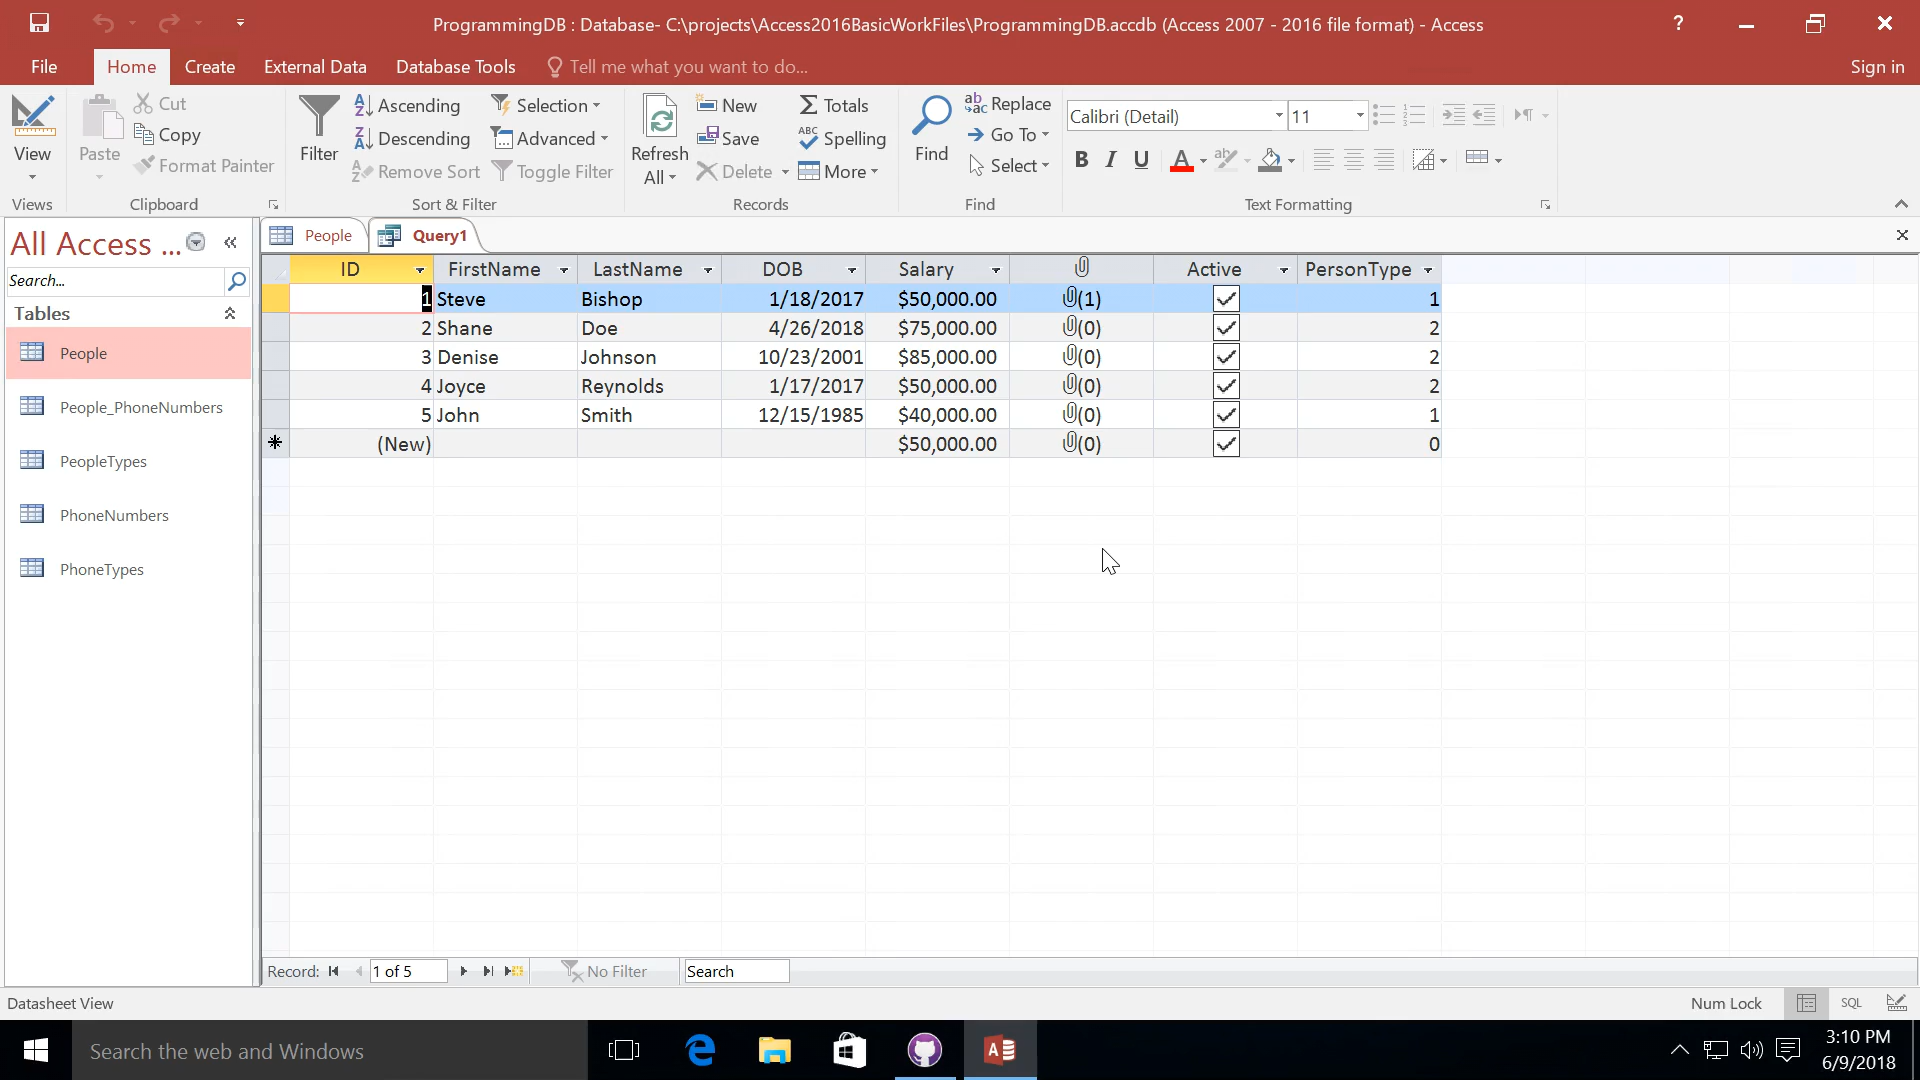 ProgrammingDB : Database- C:\projects\Access2016BasicWorkFiles\ProgrammingDB.accdb (Access 2007 - 2016 file format) - Access
?
File Home Create External Data Database Tools Tell me what you want to do... Sign in
View
Views
Paste Cut Copy Format Painter
Clipboard
Filter Ascending Descending Remove Sort Selection Advanced Toggle Filter
Sort & Filter
Refresh All New Save Delete Totals Spelling More
Records
Find Replace Go To Select
Find
Calibri (Detail) 11
B I U A
Text Formatting
All Access ...
Search...
Tables
People
People_PhoneNumbers
PeopleTypes
PhoneNumbers
PhoneTypes
People Query1
ID FirstName LastName DOB Salary Active PersonType
1 Steve Bishop 1/18/2017 $50,000.00 (1) 1
2 Shane Doe 4/26/2018 $75,000.00 (0) 2
3 Denise Johnson 10/23/2001 $85,000.00 (0) 2
4 Joyce Reynolds 1/17/2017 $50,000.00 (0) 2
5 John Smith 12/15/1985 $40,000.00 (0) 1
(New) $50,000.00 (0) 0
Record: 1 of 5 No Filter Search
Datasheet View Num Lock SQL
Search the web and Windows
3:10 PM
6/9/2018